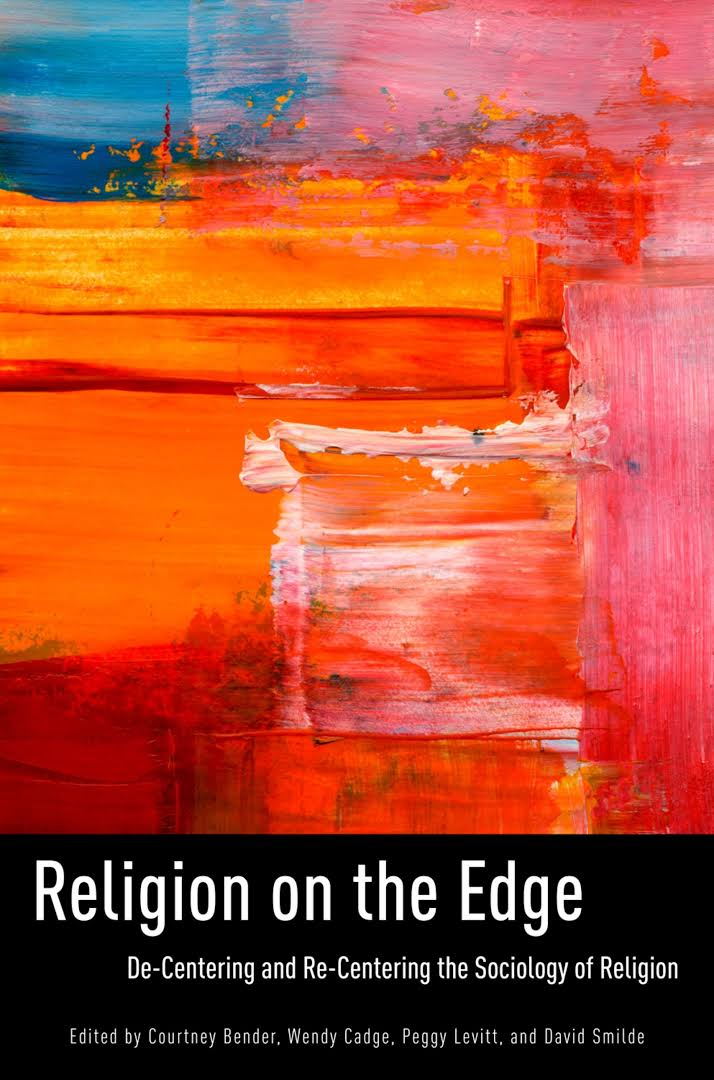 Religion on the Edge
De-Centering and Re-Centering the Sociology of Religion
Edited by Courtney Bender, Wendy Cadge, Peggy Levitt, and David Smilde